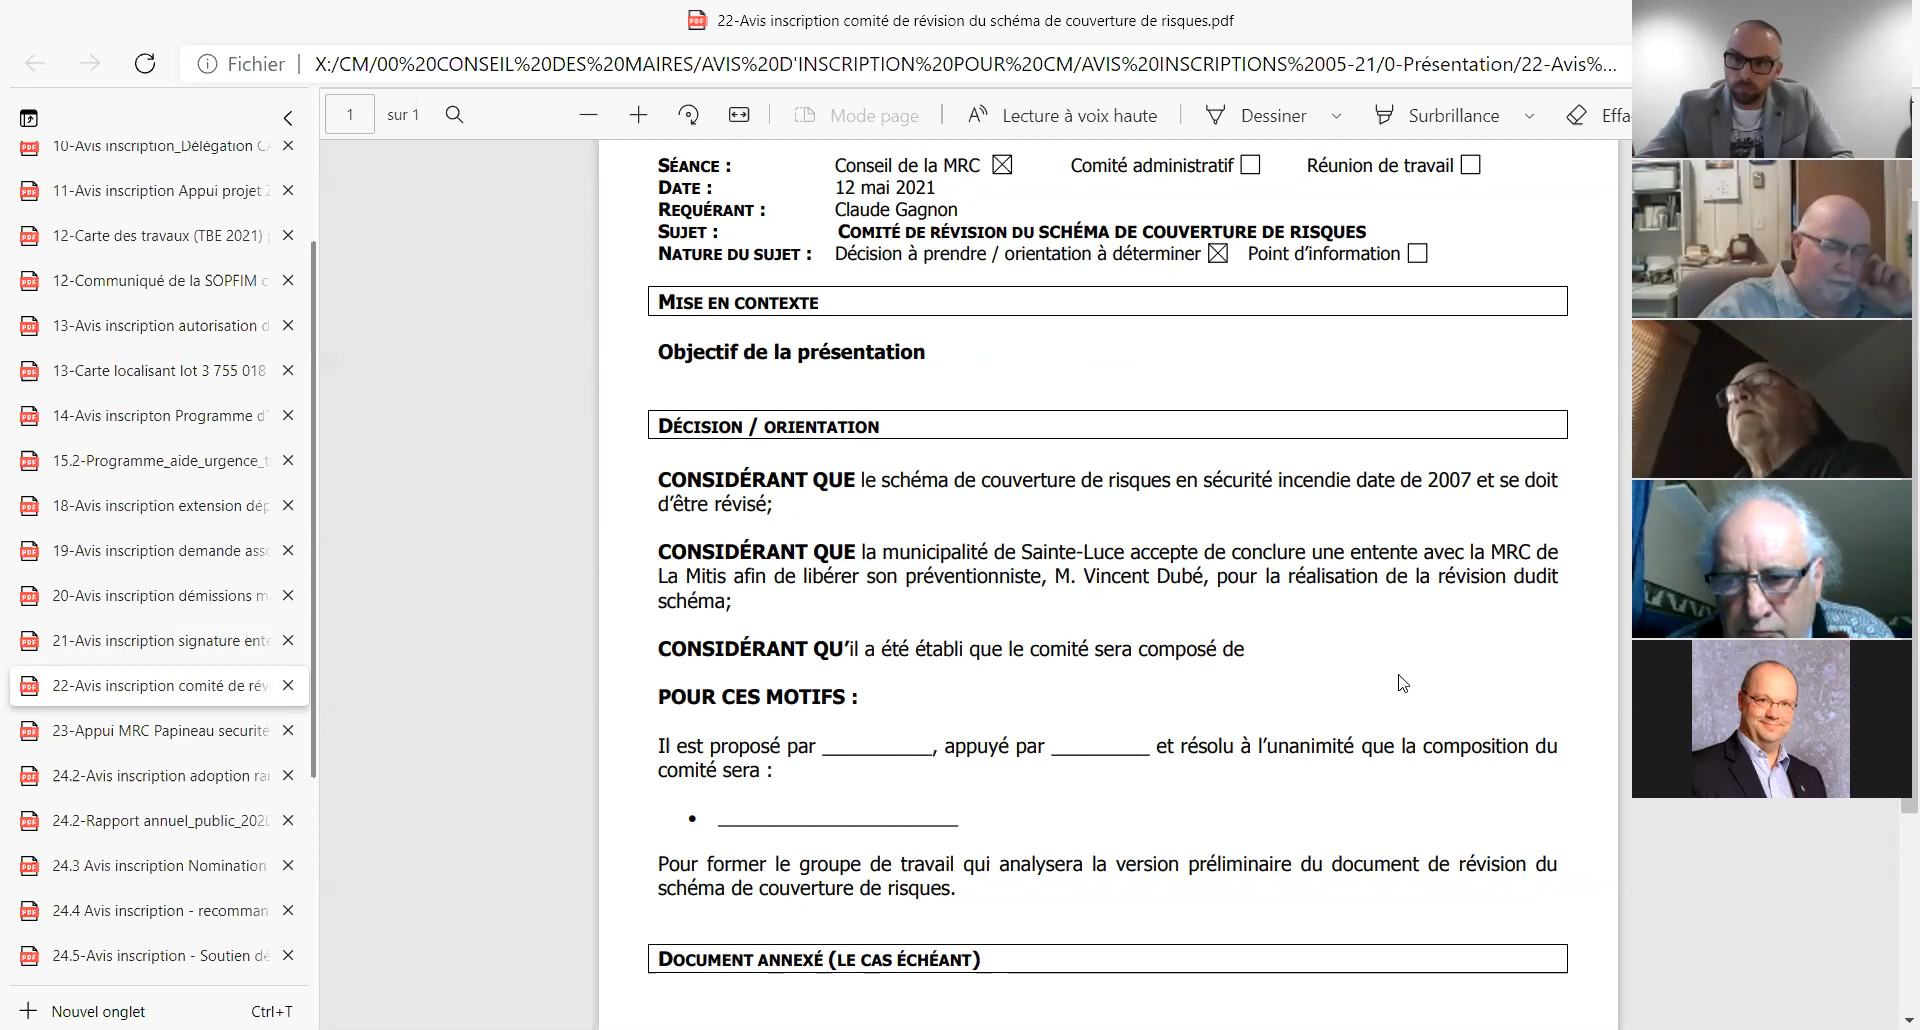 22-Avis inscription comité de révision du schéma de couverture de risques.pdf
Fichier | X:/CM/00%20CONSEIL%20DES%20MAIRES/AVIS%20D'INSCRIPTION%20POUR%20CM/AVIS%20INSCRIPTIONS%2005-21/0-Présentation/22-Avis%...
1 sur 1 Mode page Lecture à voix haute Dessiner Surbrillance Effa
10-Avis inscription_Délégation CA
11-Avis inscription Appui projet
12-Carte des travaux (TBE 2021)
12-Communiqué de la SOPFIM c
13-Avis inscription autorisation d
13-Carte localisant lot 3 755 018
14-Avis inscripton Programme d'
15.2-Programme_aide_urgence_t
18-Avis inscription extension dép
19-Avis inscription demande asso
20-Avis inscription démissions m
21-Avis inscription signature ente
22-Avis inscription comité de rév
23-Appui MRC Papineau securité
24.2-Avis inscription adoption ra
24.2-Rapport annuel_public_2020
24.3 Avis inscription Nomination
24.4 Avis inscription - recomman
24.5-Avis inscription - Soutien dé
Nouvel onglet Ctrl+T
SÉANCE : Conseil de la MRC ☒ Comité administratif ☐ Réunion de travail ☐
DATE : 12 mai 2021
REQUÉRANT : Claude Gagnon
SUJET : COMITÉ DE RÉVISION DU SCHÉMA DE COUVERTURE DE RISQUES
NATURE DU SUJET : Décision à prendre / orientation à déterminer ☒ Point d’information ☐
MISE EN CONTEXTE
Objectif de la présentation
DÉCISION / ORIENTATION
CONSIDÉRANT QUE le schéma de couverture de risques en sécurité incendie date de 2007 et se doit
d’être révisé;
CONSIDÉRANT QUE la municipalité de Sainte-Luce accepte de conclure une entente avec la MRC de
La Mitis afin de libérer son préventionniste, M. Vincent Dubé, pour la réalisation de la révision dudit
schéma;
CONSIDÉRANT QU’il a été établi que le comité sera composé de
POUR CES MOTIFS :
Il est proposé par __________, appuyé par _________ et résolu à l’unanimité que la composition du
comité sera :
• ______________________
Pour former le groupe de travail qui analysera la version préliminaire du document de révision du
schéma de couverture de risques.
DOCUMENT ANNEXÉ (LE CAS ÉCHÉANT)